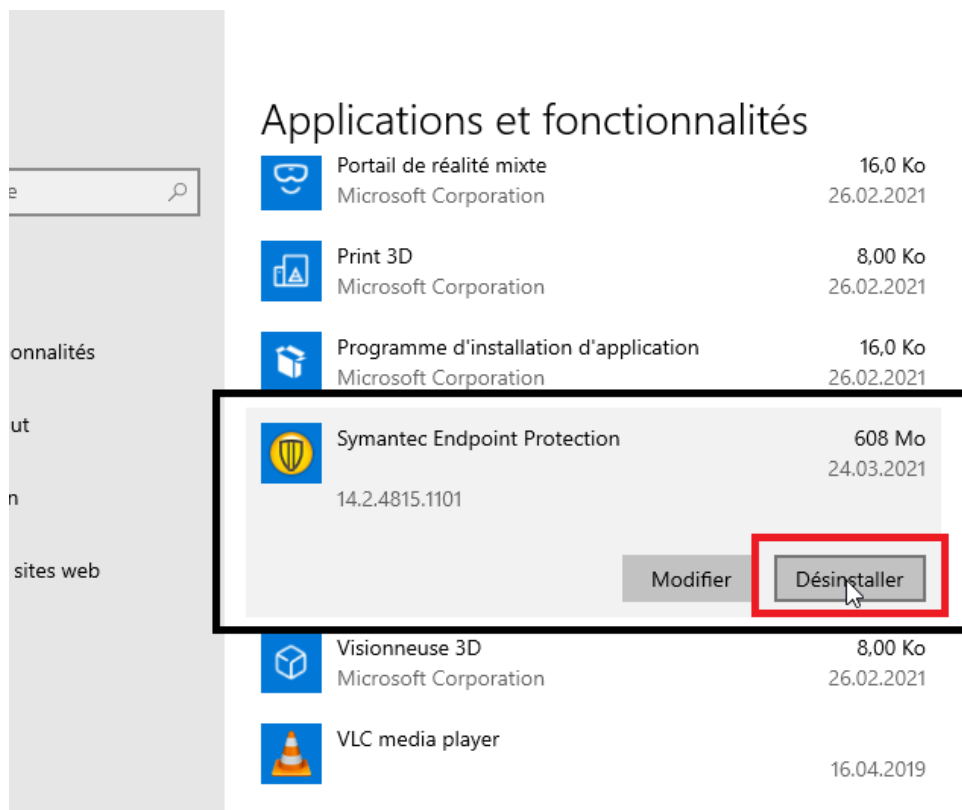 Applications et fonctionnalités
Portail de réalité mixte 16,0 Ko
Microsoft Corporation 26.02.2021
e
Print 3D 8,00 Ko
Microsoft Corporation 26.02.2021
onnalités
Programme d'installation d'application 16,0 Ko
Microsoft Corporation 26.02.2021
ut
Symantec Endpoint Protection 608 Mo
24.03.2021
n
14.2.4815.1101
sites web
Modifier Désinstaller
Visionneuse 3D 8,00 Ko
Microsoft Corporation 26.02.2021
VLC media player
16.04.2019